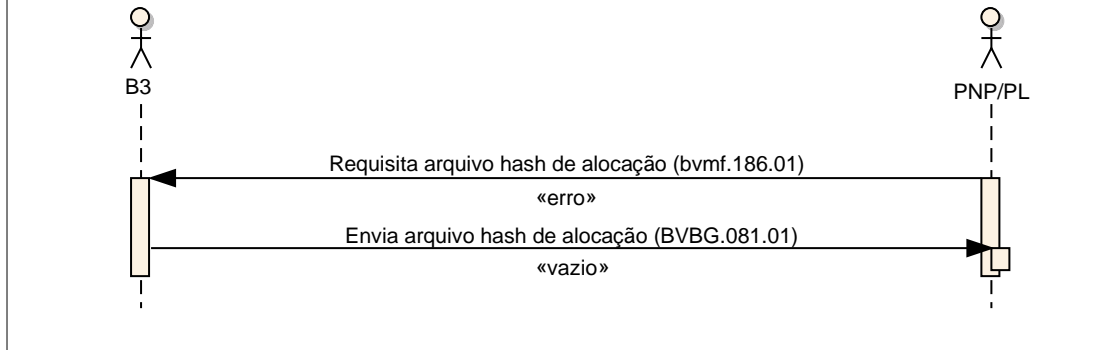 B3
PNP/PL
Requisita arquivo hash de alocação (bvmf.186.01)
«erro»
Envia arquivo hash de alocação (BVBG.081.01)
«vazio»